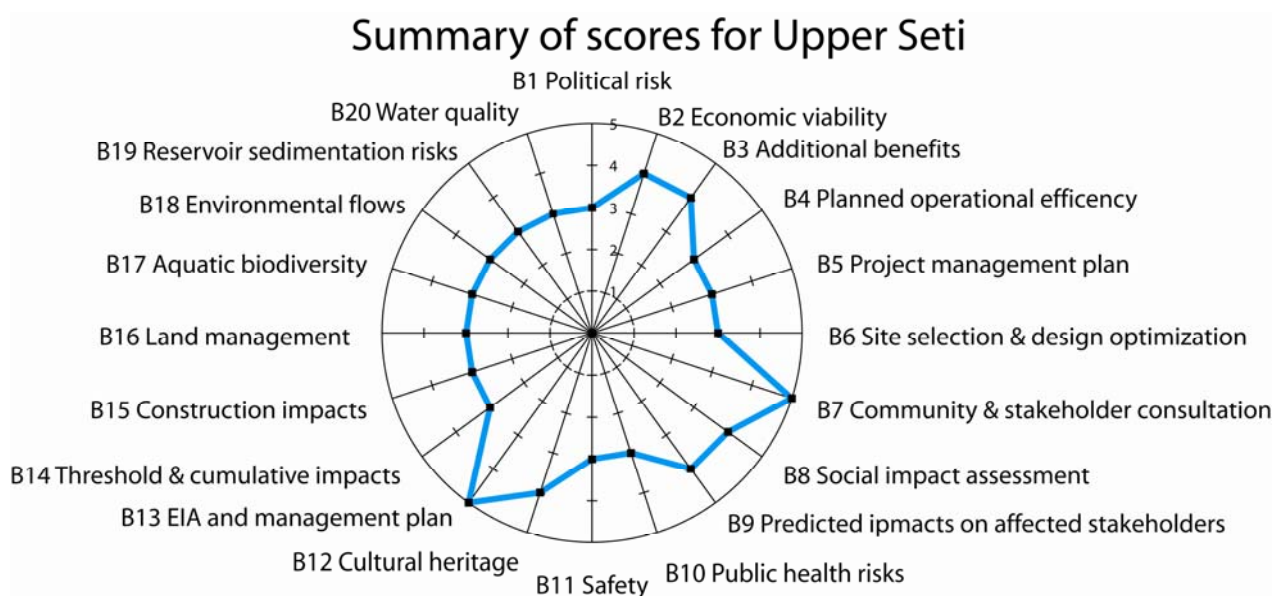 Summary of scores for Upper Seti
B1 Political risk
B2 Economic viability
B3 Additional benefits
B4 Planned operational efficency
B5 Project management plan
B6 Site selection & design optimization
B7 Community & stakeholder consultation
B8 Social impact assessment
B9 Predicted ipmacts on affected stakeholders
B10 Public health risks
B11 Safety
B12 Cultural heritage
B13 EIA and management plan
B14 Threshold & cumulative impacts
B15 Construction impacts
B16 Land management
B17 Aquatic biodiversity
B18 Environmental flows
B19 Reservoir sedimentation risks
B20 Water quality
5
4
3
2
1